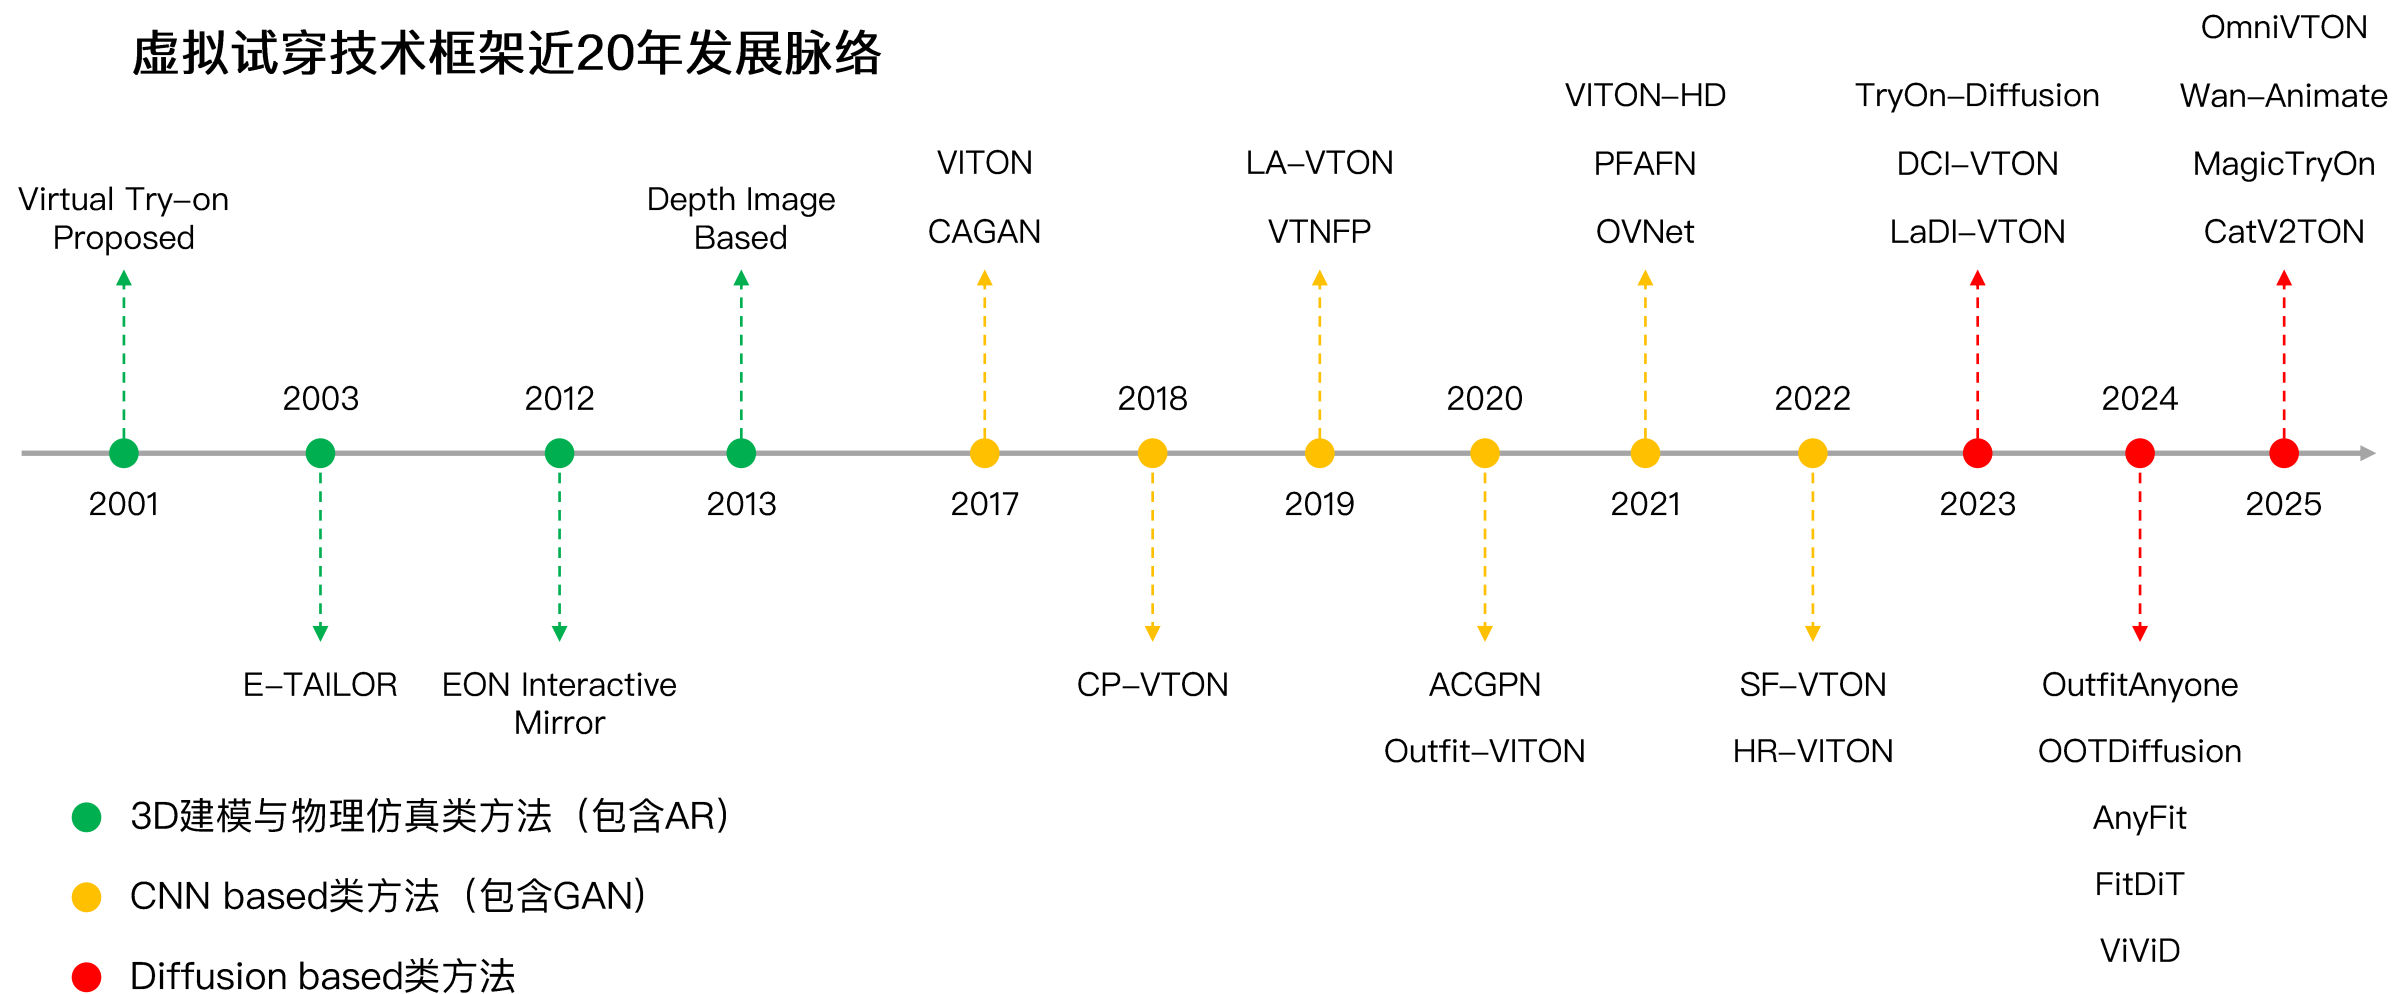 虚拟试穿技术框架近20年发展脉络
Virtual Try-on
Proposed
2001
2003
E-TAILOR
2012
EON Interactive
Mirror
Depth Image
Based
2013
VITON
CAGAN
2017
2018
CP-VTON
LA-VTON
VTNFP
2019
2020
ACGPN
Outfit-VITON
VITON-HD
PFAFN
OVNet
2021
2022
SF-VTON
HR-VITON
TryOn-Diffusion
DCI-VTON
LaDI-VTON
2023
2024
OutfitAnyone
OOTDiffusion
AnyFit
FitDiT
ViViD
OmniVTON
Wan-Animate
MagicTryOn
CatV2TON
2025
3D建模与物理仿真类方法（包含AR）
CNN based类方法（包含GAN）
Diffusion based类方法